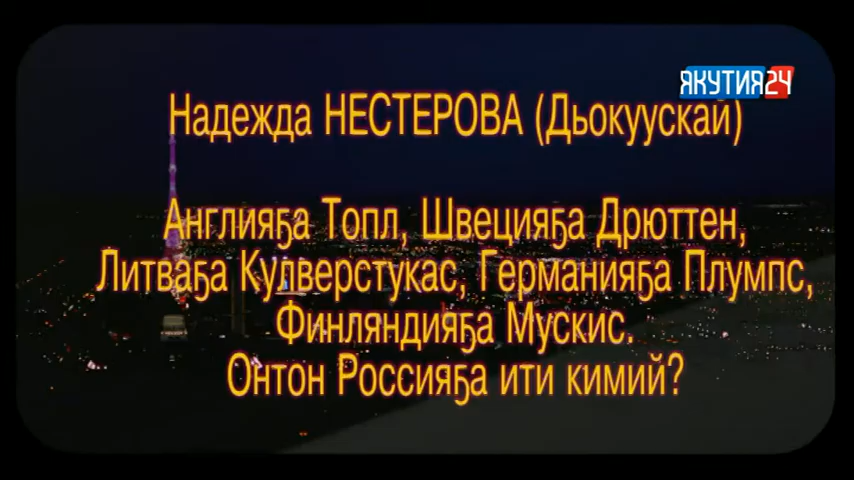 ЯКУТИЯ24
Надежда НЕСТЕРОВА (Дьокуускай)
Англияҕа Топл, Швецияҕа Дрюттен,
Литваҕа Кулверстукас, Германияҕа Плумпс,
Финляндияҕа Мускис.
Онтон Россияҕа ити кимий?